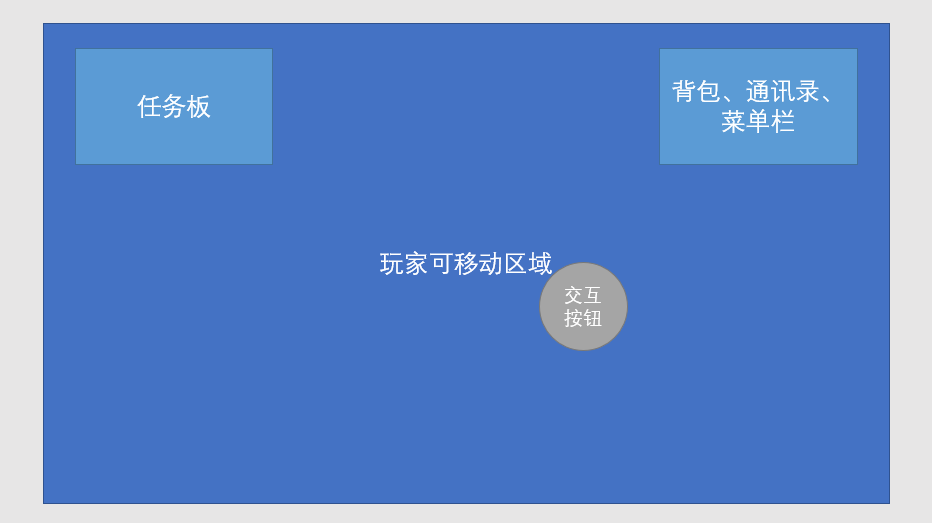 任务板
背包、通讯录、
菜单栏
玩家可移动区域
交互
按钮